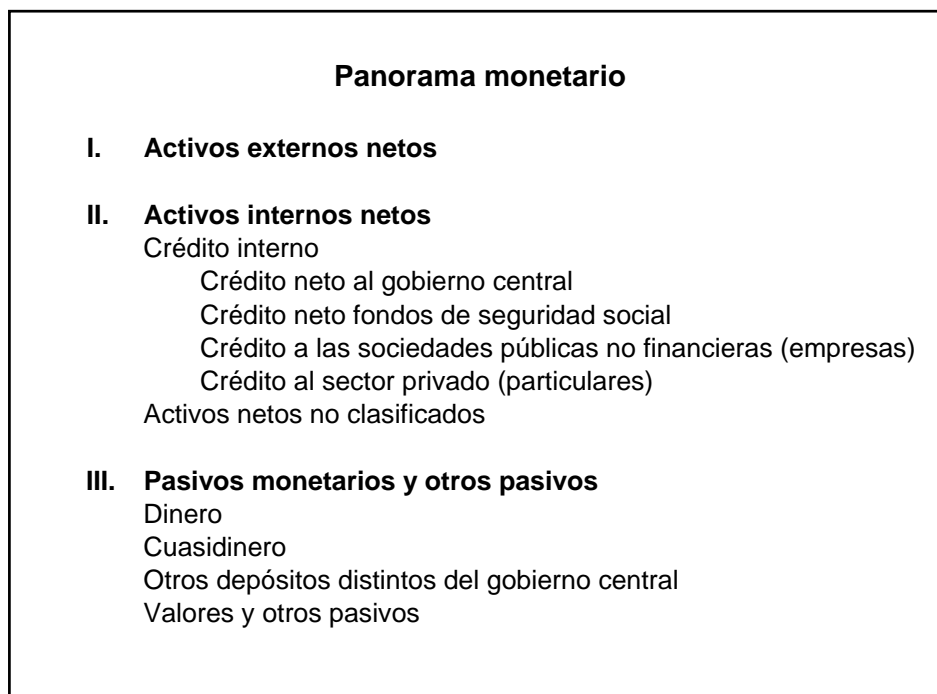 Panorama monetario
I. Activos externos netos
II. Activos internos netos
Crédito interno
Crédito neto al gobierno central
Crédito neto fondos de seguridad social
Crédito a las sociedades públicas no financieras (empresas)
Crédito al sector privado (particulares)
Activos netos no clasificados
III. Pasivos monetarios y otros pasivos
Dinero
Cuasidinero
Otros depósitos distintos del gobierno central
Valores y otros pasivos